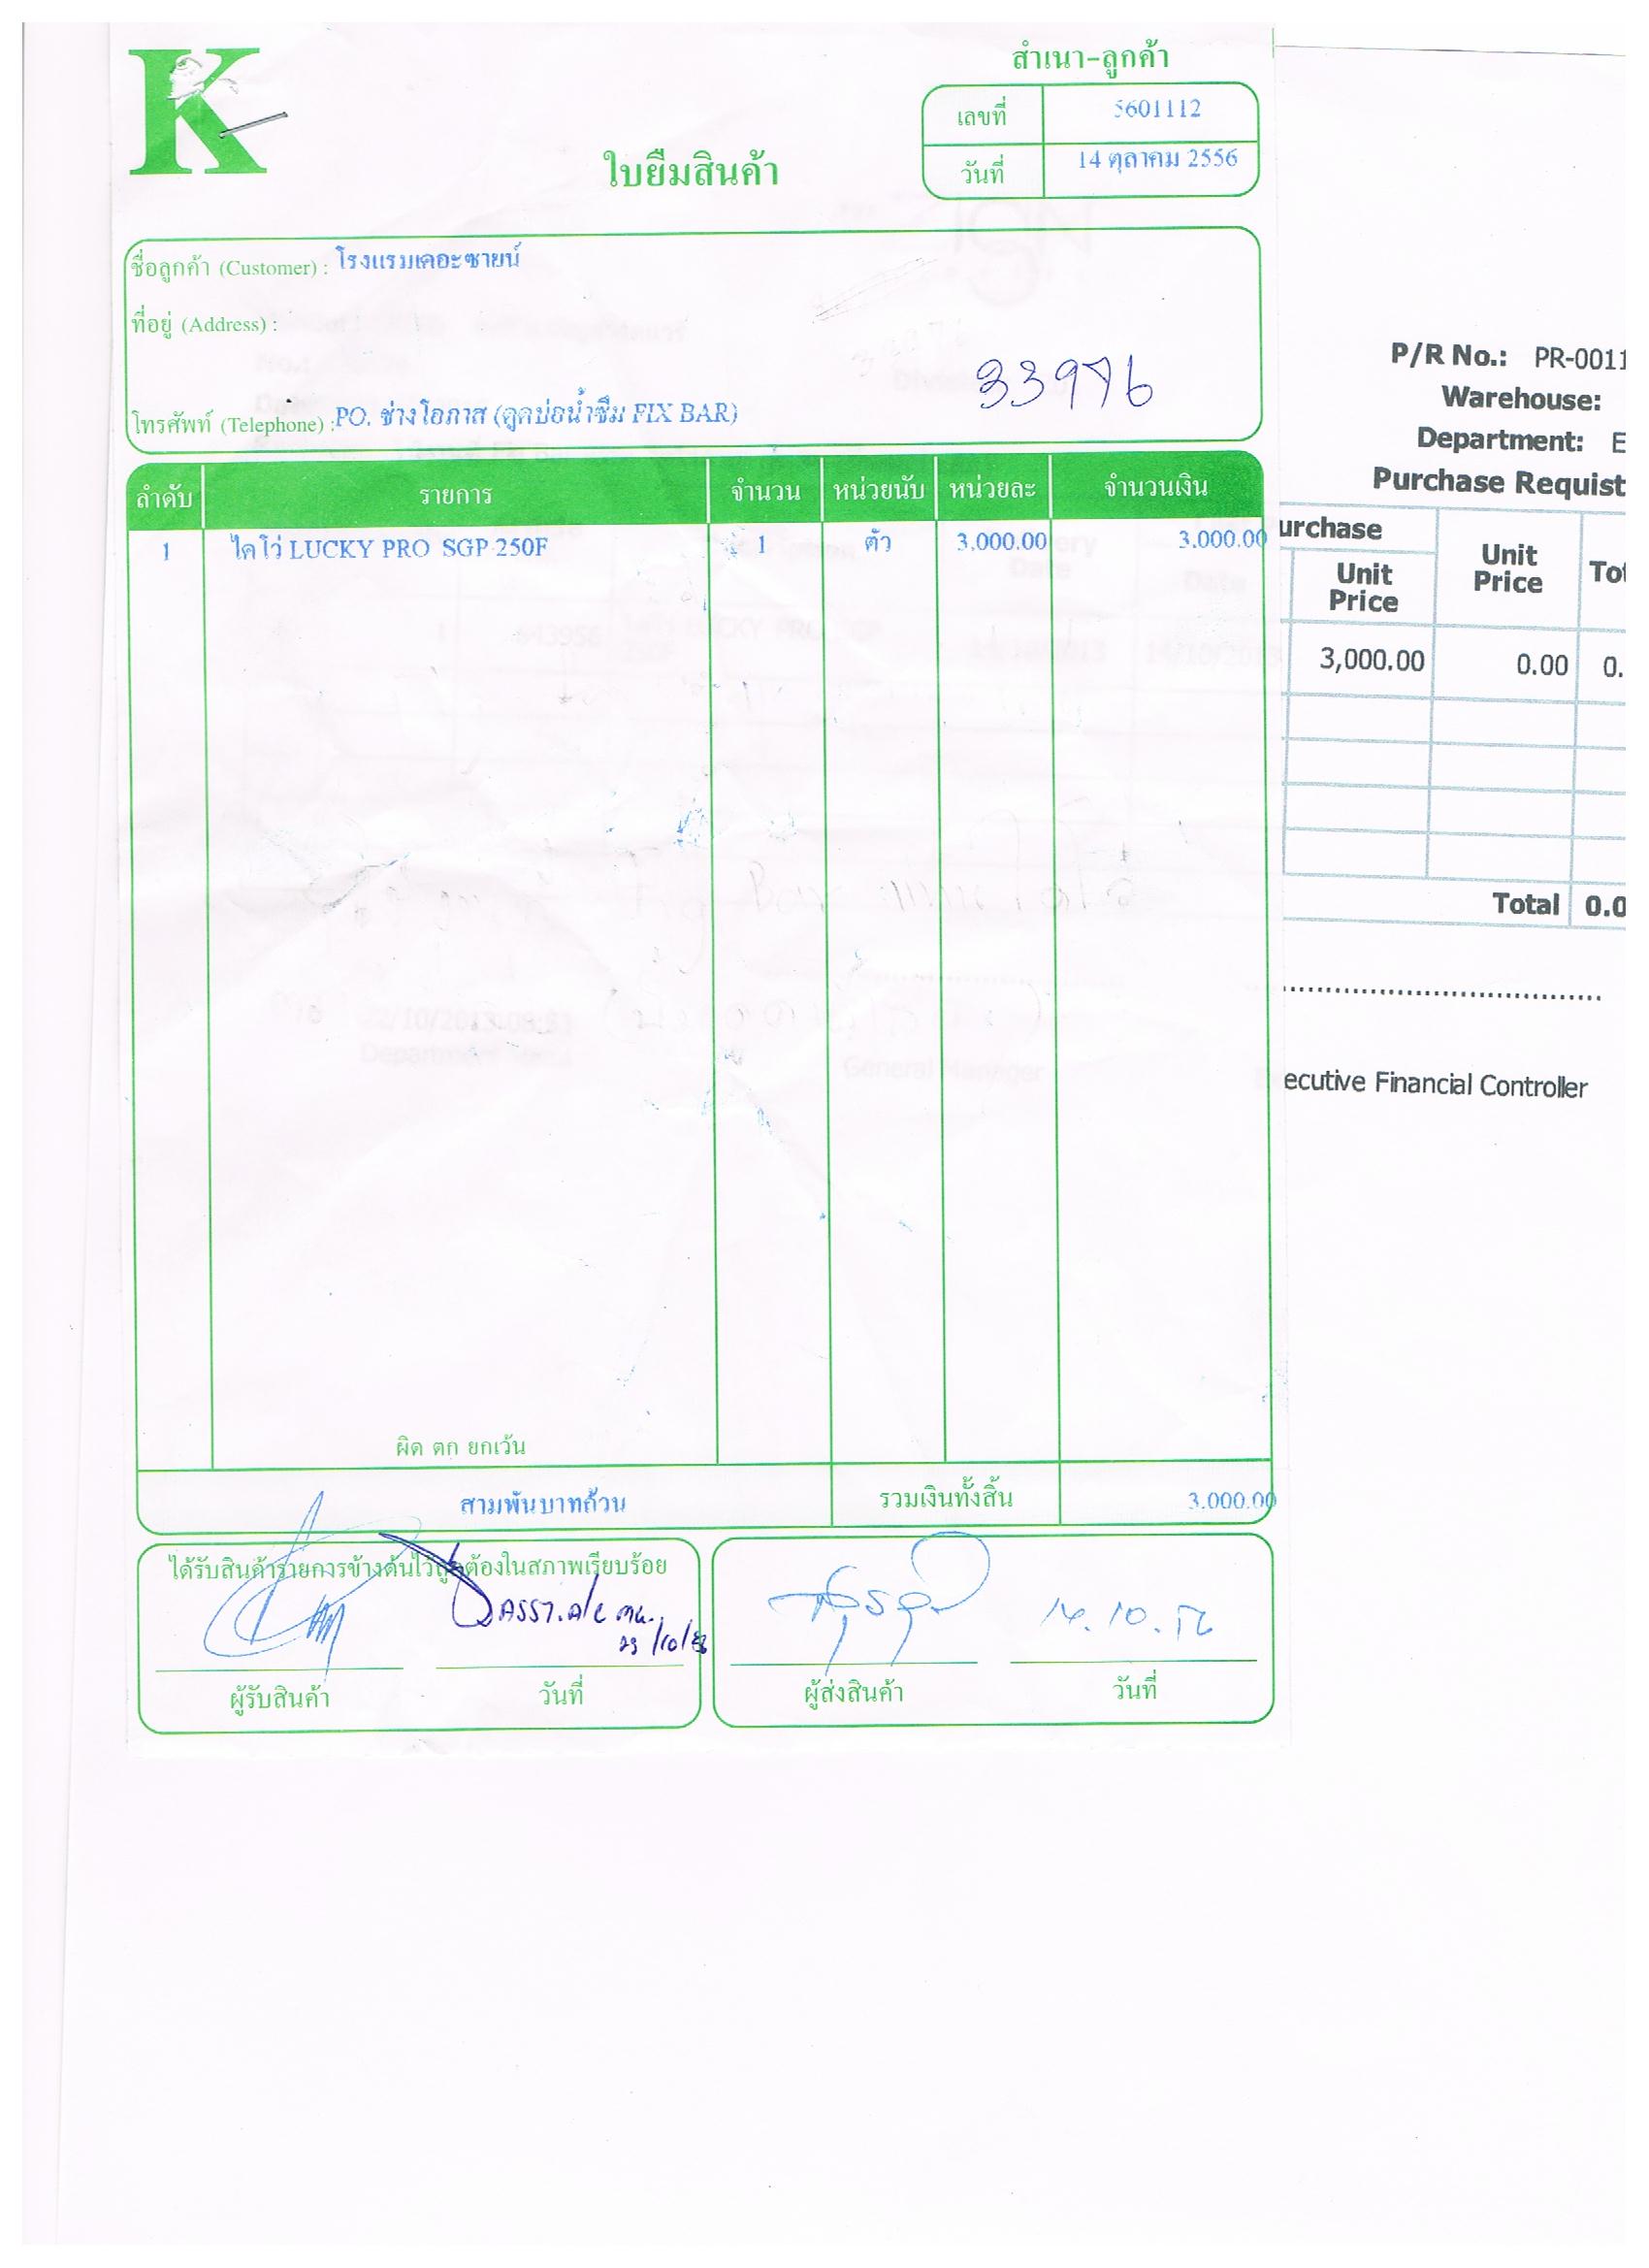 K
สำเนา-ลูกค้า
เลขที่ 5601112
วันที่ 14 ตุลาคม 2556
ใบยืมสินค้า
ชื่อลูกค้า (Customer) : โรงแรมเคอะซายน์
ที่อยู่ (Address) :
33976
โทรศัพท์ (Telephone) : PO. ช่างโอภาส (ดูดบ่อน้ำซึม FIX BAR)
ลำดับ รายการ จำนวน หน่วยนับ หน่วยละ จำนวนเงิน
1 ไดโว่ LUCKY PRO SGP-250F 1 ตัว 3,000.00 3,000.00
ผิด ตก ยกเว้น
สามพันบาทถ้วน รวมเงินทั้งสิ้น 3,000.00
ได้รับสินค้ารายการข้างต้นไว้ถูกต้องในสภาพเรียบร้อย
ASST. 14.10.56
ผู้รับสินค้า วันที่ ผู้ส่งสินค้า วันที่
P/R No.: PR-0011
Warehouse:
Department: E
Purchase Requist
urchase
Unit Price Unit Price Tot
3,000.00 0.00 0.
Total 0.0
ecutive Financial Controller